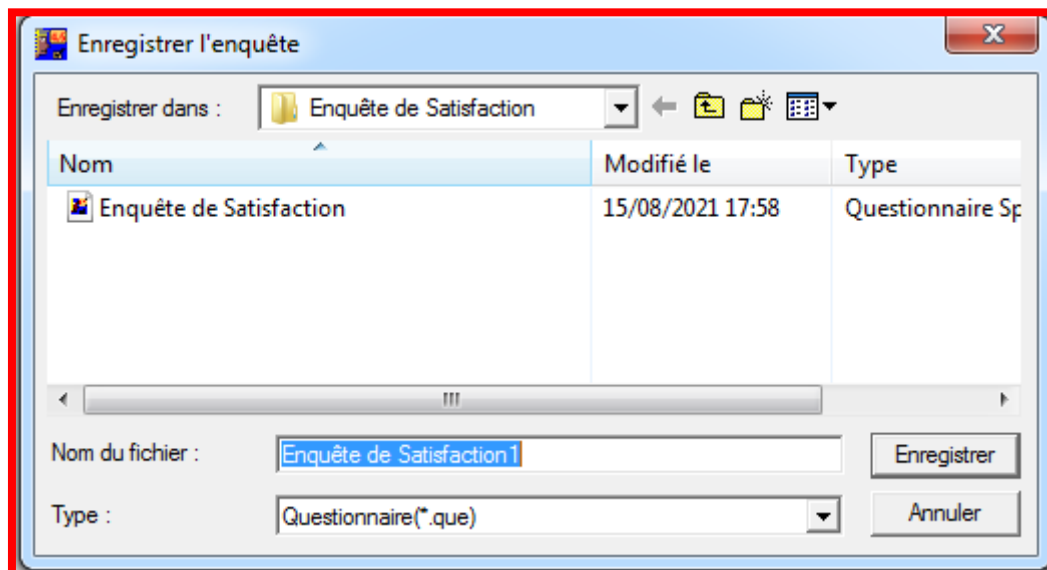 Enregistrer l'enquête
Enregistrer dans : Enquête de Satisfaction
Nom Modifié le Type
Enquête de Satisfaction 15/08/2021 17:58 Questionnaire Sp
Nom du fichier : Enquête de Satisfaction1 Enregistrer
Type : Questionnaire(*.que) Annuler